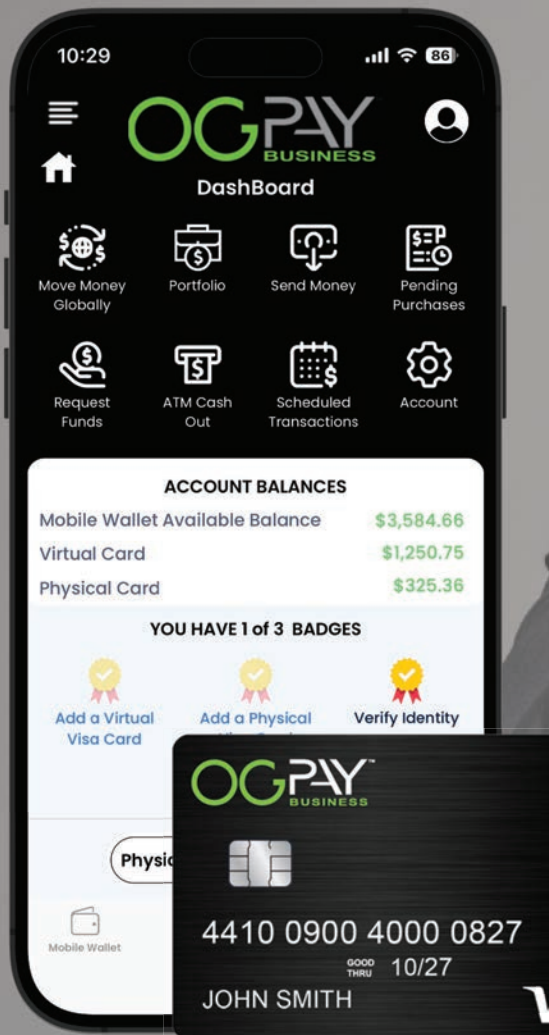 10:29
86
OGPAY
BUSINESS
DashBoard
Move Money
Globally
Portfolio
Send Money
Pending
Purchases
Request
Funds
ATM Cash
Out
Scheduled
Transactions
Account
ACCOUNT BALANCES
Mobile Wallet Available Balance $3,584.66
Virtual Card $1,250.75
Physical Card $325.36
YOU HAVE 1 of 3 BADGES
Add a Virtual
Visa Card
Add a Physical
Verify Identity
Mobile Wallet
OGPAY™
BUSINESS
4410 0900 4000 0827
GOOD
THRU 10/27
JOHN SMITH